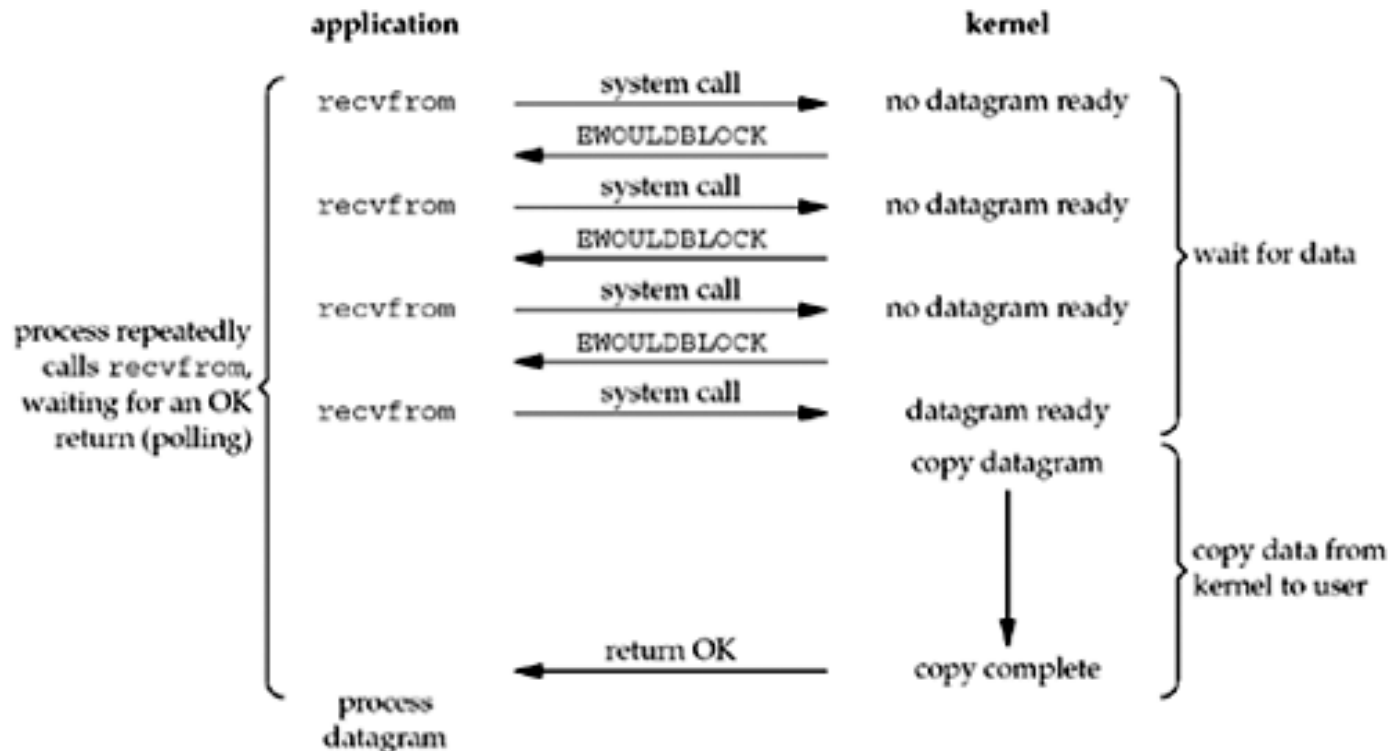 application
kernel
recvfrom
system call
no datagram ready
EWOULDBLOCK
recvfrom
system call
no datagram ready
EWOULDBLOCK
recvfrom
system call
no datagram ready
EWOULDBLOCK
recvfrom
system call
datagram ready
process repeatedly
calls recvfrom,
waiting for an OK
return (polling)
wait for data
copy datagram
copy data from
kernel to user
return OK
copy complete
process
datagram